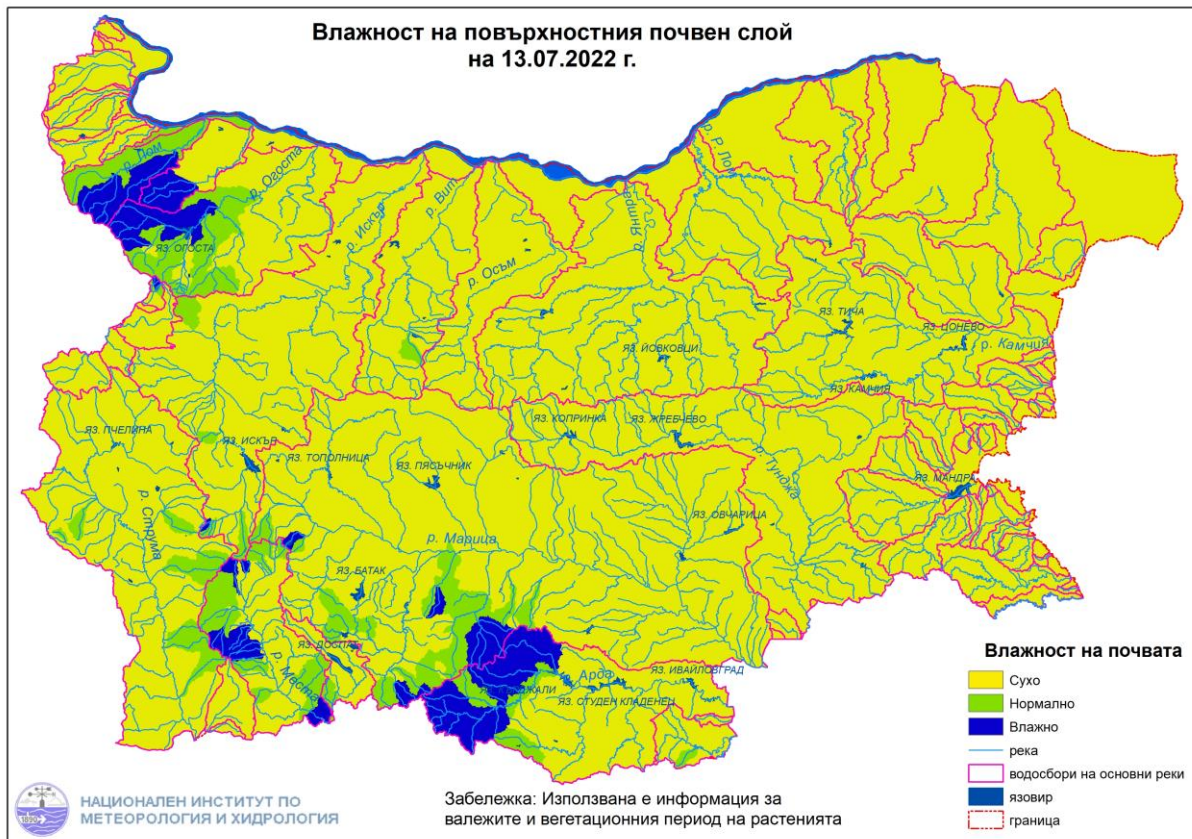 Влажност на повърхностния почвен слой
на 13.07.2022 г.
р. Лом
р. Огоста
р. Искър
р. Вит
р. Осъм
р. Янтра
р. Р Лом
ЯЗ. ОГОСТА
ЯЗ. ТИЧА
ЯЗ. ЦОНЕВО
р. Камчия
ЯЗ. ЙОВКОВЦИ
ЯЗ. КАМЧИЯ
ЯЗ. ПЧЕЛИНА
ЯЗ. ИСКЪР
ЯЗ. ТОПОЛНИЦА
ЯЗ. ПЯСЪЧНИК
ЯЗ. КОПРИНКА
ЯЗ. ЖРЕБЧЕВО
р. Тунджа
ЯЗ. МАНДРА
р. Струма
р. Марица
ЯЗ. ОВЧАРИЦА
ЯЗ. БАТАК
ЯЗ. ДОСПАТ
р. Места
р. Арда
ЯЗ. ИВАЙЛОВГРАД
ЯЗ. СТУДЕН КЛАДЕНЕЦ
Влажност на почвата
Сухо
Нормално
Влажно
река
водосбори на основни реки
язовир
граница
1890
НАЦИОНАЛЕН ИНСТИТУТ ПО
МЕТЕОРОЛОГИЯ И ХИДРОЛОГИЯ
Забележка: Използвана е информация за
валежите и вегетационния период на растенията